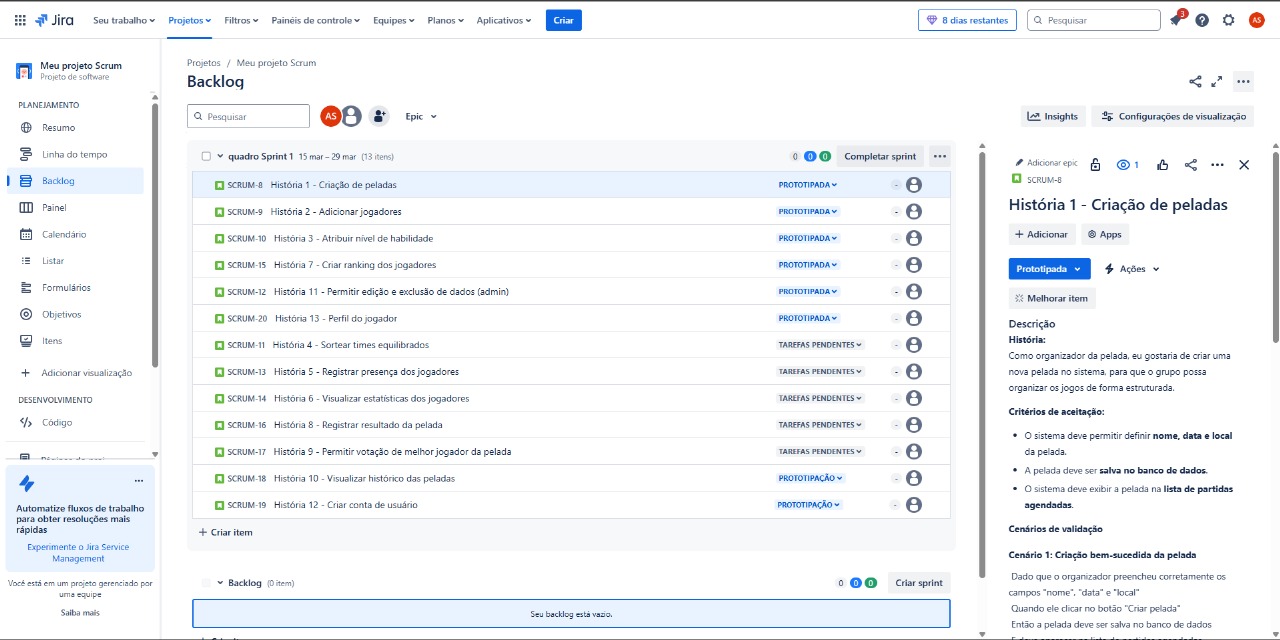 Jira Seu trabalho Projetos Filtros Painéis de controle Equipes Planos Aplicativos Criar 8 dias restantes Pesquisar 3 AS
Meu projeto Scrum
Projeto de software
PLANEJAMENTO
Resumo
Linha do tempo
Backlog
Painel
Calendário
Listar
Formulários
Objetivos
Itens
Adicionar visualização
DESENVOLVIMENTO
Código
Automatize fluxos de trabalho
para obter resoluções mais
rápidas
Experimente o Jira Service
Management
Você está em um projeto gerenciado por
uma equipe
Saiba mais
Projetos / Meu projeto Scrum
Backlog
Pesquisar AS Epic Insights Configurações de visualização
quadro Sprint 1 15 mar – 29 mar (13 itens) 0 0 0 Completar sprint
SCRUM-8 História 1 - Criação de peladas PROTOTIPADA -
SCRUM-9 História 2 - Adicionar jogadores PROTOTIPADA -
SCRUM-10 História 3 - Atribuir nível de habilidade PROTOTIPADA -
SCRUM-15 História 7 - Criar ranking dos jogadores PROTOTIPADA -
SCRUM-12 História 11 - Permitir edição e exclusão de dados (admin) PROTOTIPADA -
SCRUM-20 História 13 - Perfil do jogador PROTOTIPADA -
SCRUM-11 História 4 - Sortear times equilibrados TAREFAS PENDENTES -
SCRUM-13 História 5 - Registrar presença dos jogadores TAREFAS PENDENTES -
SCRUM-14 História 6 - Visualizar estatísticas dos jogadores TAREFAS PENDENTES -
SCRUM-16 História 8 - Registrar resultado da pelada TAREFAS PENDENTES -
SCRUM-17 História 9 - Permitir votação de melhor jogador da pelada TAREFAS PENDENTES -
SCRUM-18 História 10 - Visualizar histórico das peladas PROTOTIPAÇÃO -
SCRUM-19 História 12 - Criar conta de usuário PROTOTIPAÇÃO -
+ Criar item
Backlog (0 item) 0 0 0 Criar sprint
Seu backlog está vazio.
Adicionar epic 1
SCRUM-8
História 1 - Criação de peladas
+ Adicionar Apps
Prototipada Ações
Melhorar item
Descrição
História:
Como organizador da pelada, eu gostaria de criar uma
nova pelada no sistema, para que o grupo possa
organizar os jogos de forma estruturada.
Critérios de aceitação:
• O sistema deve permitir definir nome, data e local
da pelada.
• A pelada deve ser salva no banco de dados.
• O sistema deve exibir a pelada na lista de partidas
agendadas.
Cenários de validação
Cenário 1: Criação bem-sucedida da pelada
Dado que o organizador preencheu corretamente os
campos "nome", "data" e "local"
Quando ele clicar no botão "Criar pelada"
Então a pelada deve ser salva no banco de dados